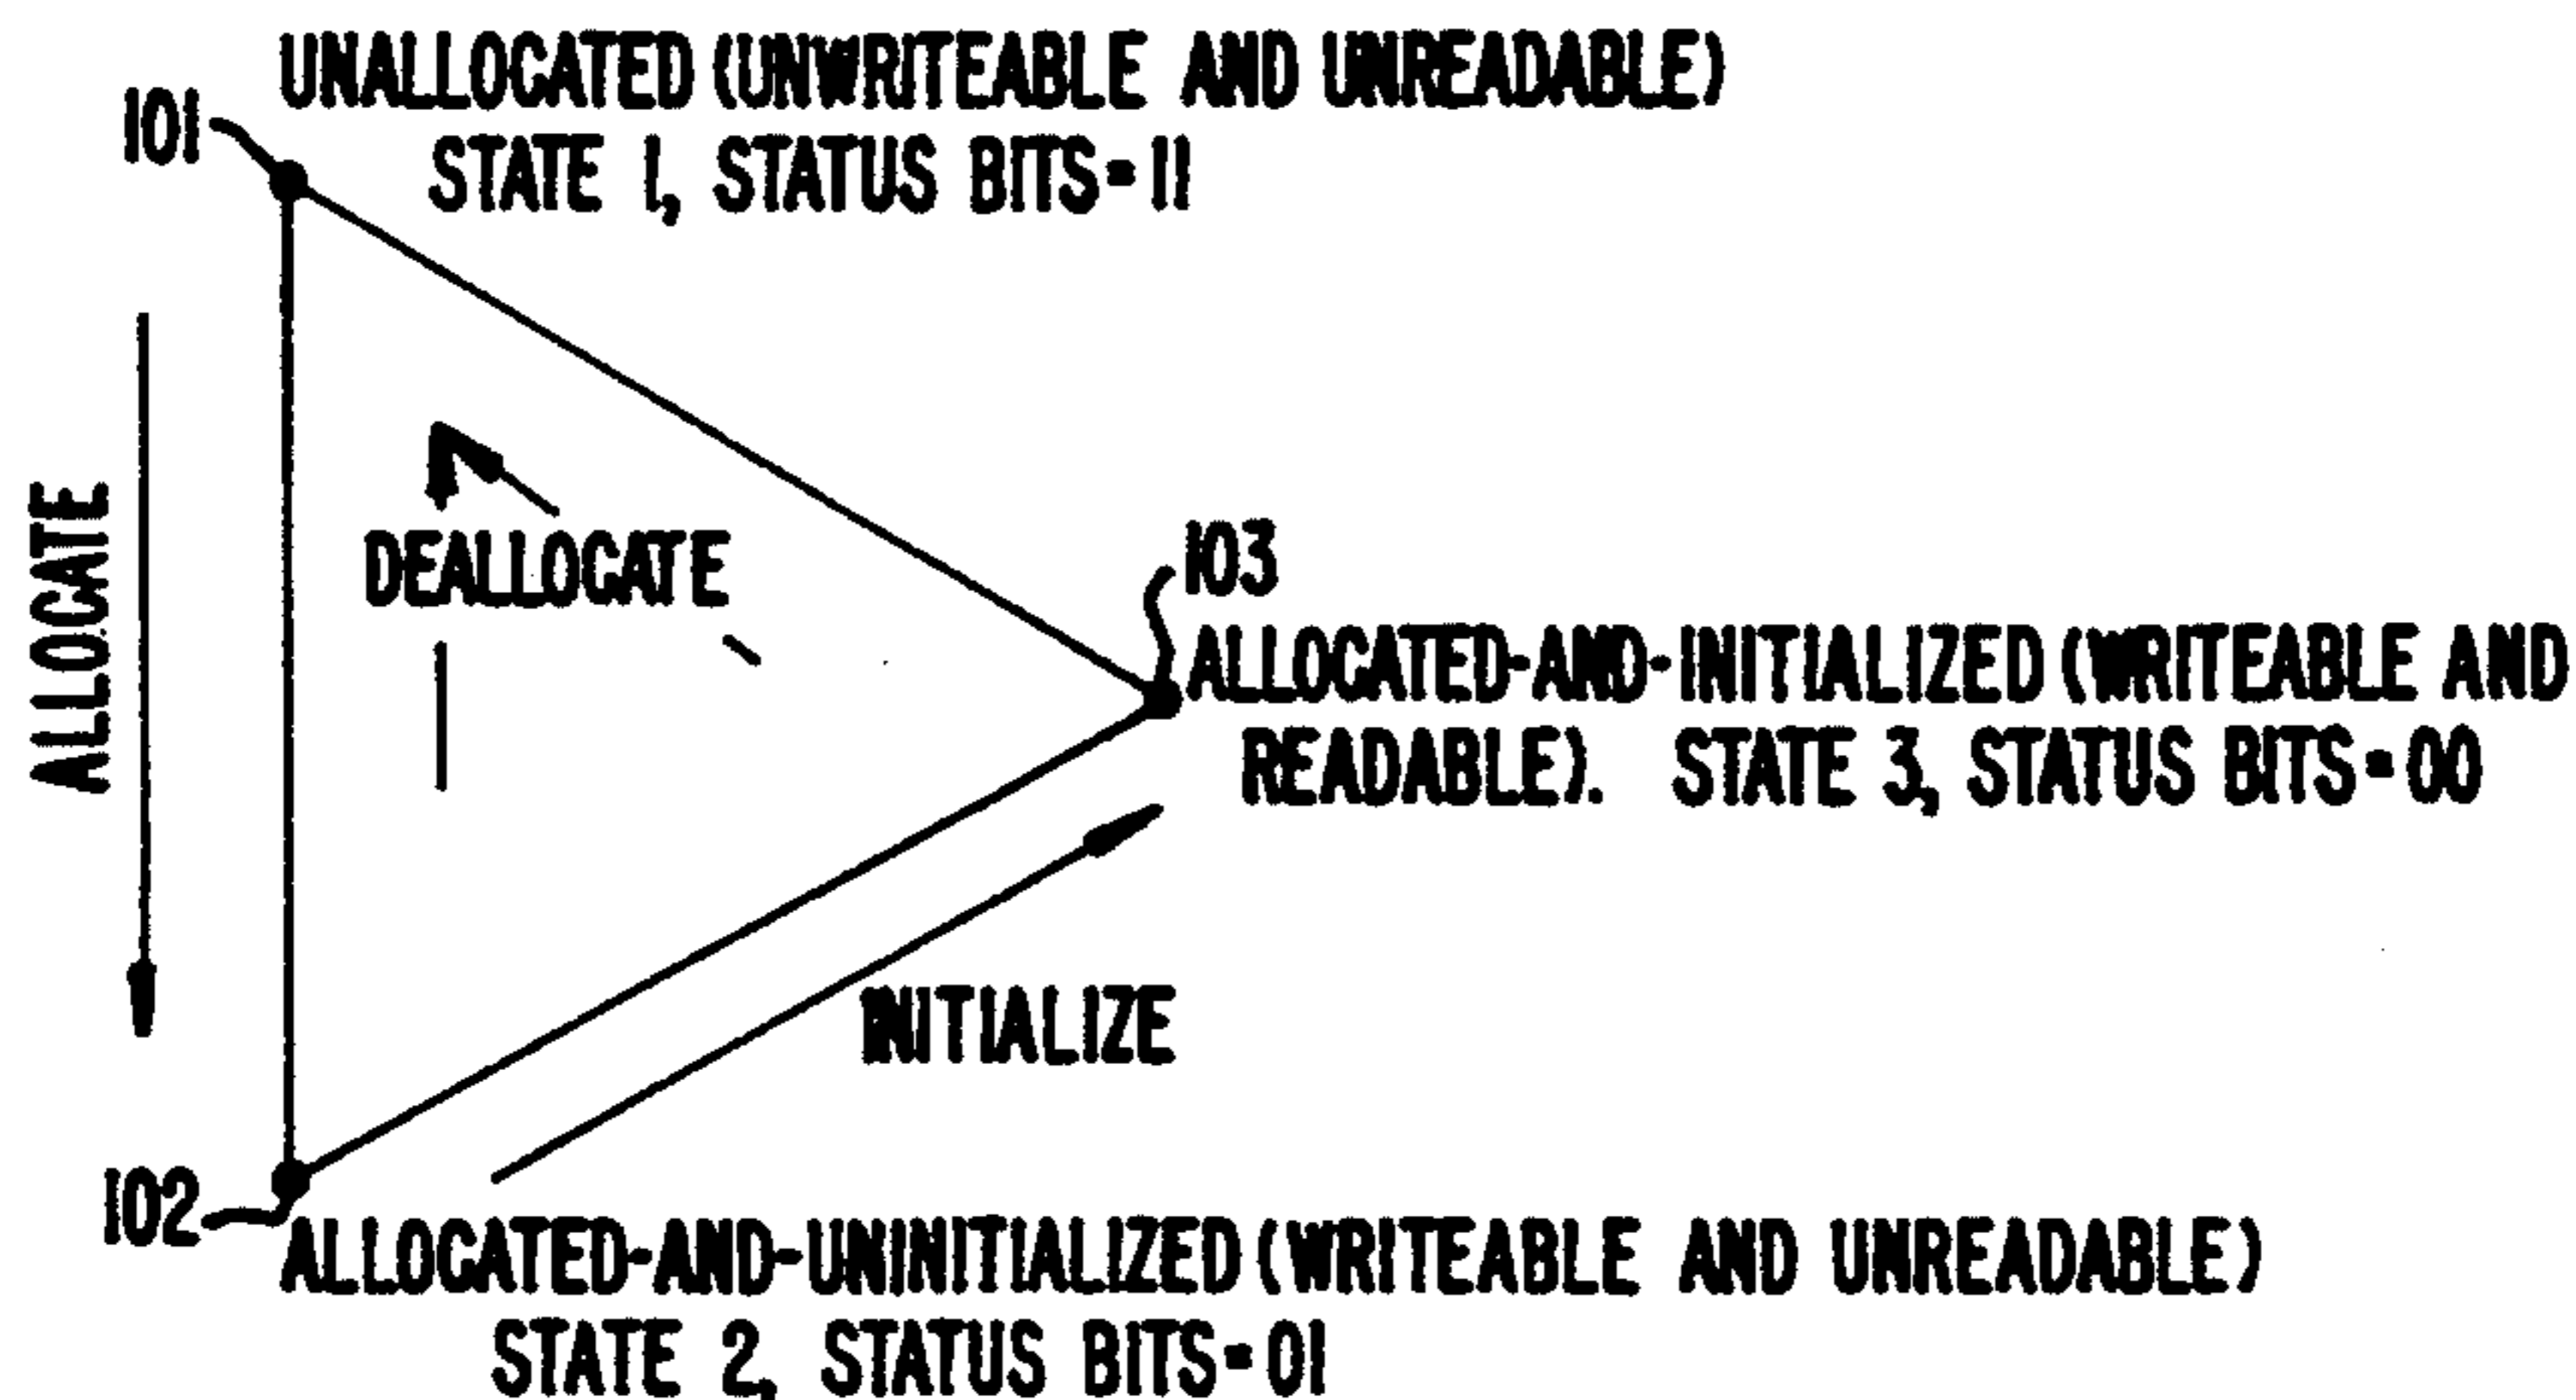 UNALLOCATED (UNWRITEABLE AND UNREADABLE)
101
STATE 1, STATUS BITS=11
ALLOCATE
DEALLOCATE
103
ALLOCATED-AND-INITIALIZED (WRITEABLE AND
READABLE). STATE 3, STATUS BITS=00
INITIALIZE
102
ALLOCATED-AND-UNINITIALIZED (WRITEABLE AND UNREADABLE)
STATE 2, STATUS BITS=01